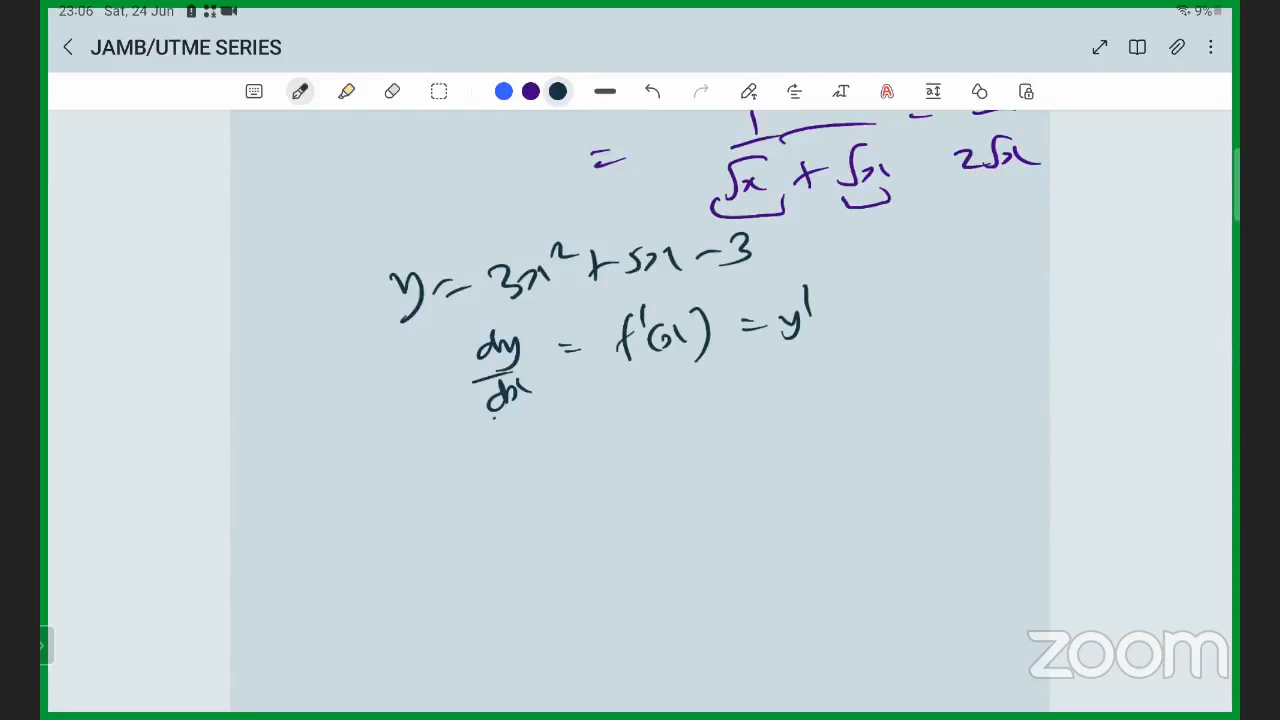 23:06 Sat, 24 Jun
9%
JAMB/UTME SERIES
1
= √x + √x = 2√x
y = 3x² + 5x - 3
dy/dx = f'(x) = y'
zoom